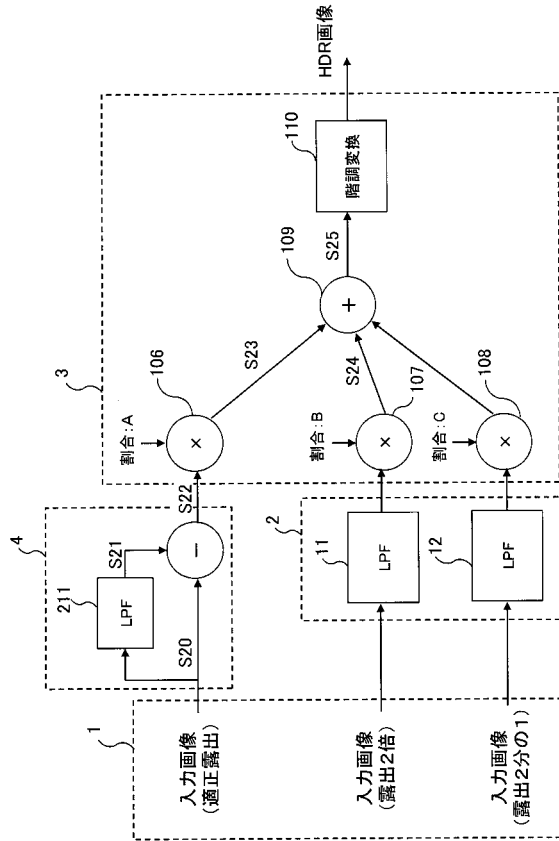 1
入力画像
(適正露出)
入力画像
(露出2倍)
入力画像
(露出2分の1)
4
211
LPF
S20
S21
−
S22
2
11
LPF
12
LPF
3
割合:A
106
×
S23
割合:B
×
107
S24
割合:C
×
108
109
+
S25
110
階調変換
HDR画像